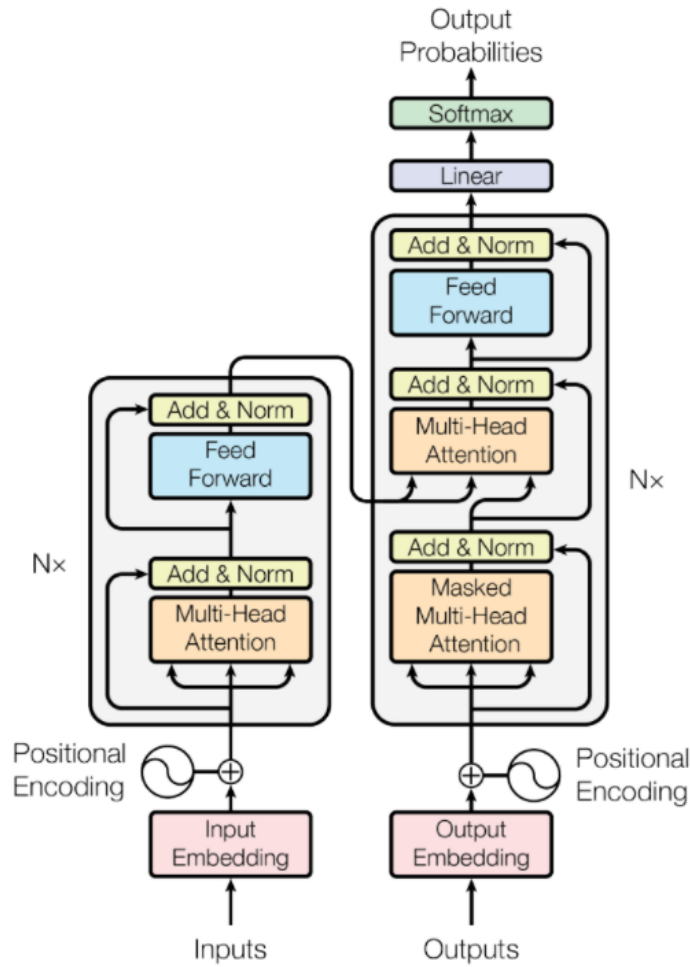 Output
Probabilities
Softmax
Linear
Add & Norm
Feed
Forward
Add & Norm
Multi-Head
Attention
Add & Norm
Masked
Multi-Head
Attention
Nx
Add & Norm
Feed
Forward
Add & Norm
Multi-Head
Attention
Nx
Positional
Encoding
Positional
Encoding
Input
Embedding
Output
Embedding
Inputs
Outputs